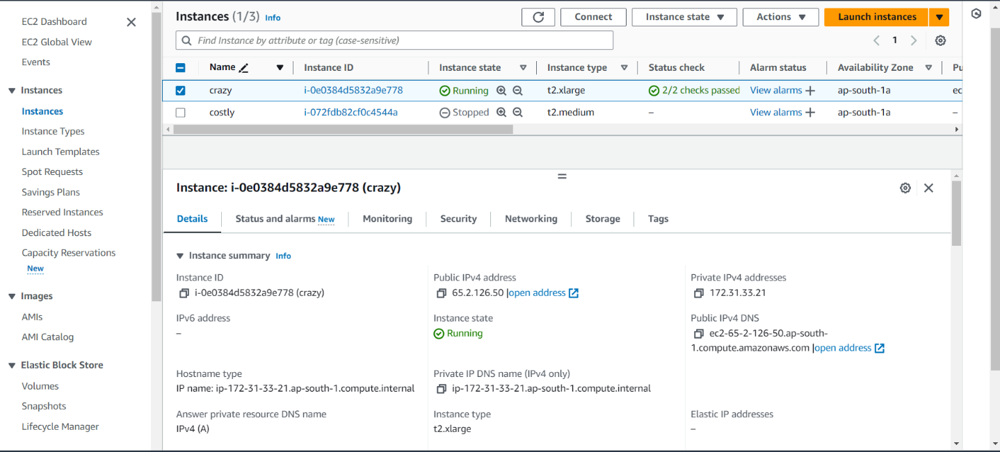 EC2 Dashboard
EC2 Global View
Events
Instances
Instances
Instance Types
Launch Templates
Spot Requests
Savings Plans
Reserved Instances
Dedicated Hosts
Capacity Reservations
New
Images
AMIs
AMI Catalog
Elastic Block Store
Volumes
Snapshots
Lifecycle Manager
Instances (1/3) Info
Connect
Instance state
Actions
Launch instances
Find Instance by attribute or tag (case-sensitive)
1
Name Instance ID Instance state Instance type Status check Alarm status Availability Zone Pu
crazy i-0e0384d5832a9e778 Running t2.xlarge 2/2 checks passed View alarms ap-south-1a ec
costly i-072fdb82cf0c4544a Stopped t2.medium – View alarms ap-south-1a –
Instance: i-0e0384d5832a9e778 (crazy)
Details Status and alarms New Monitoring Security Networking Storage Tags
Instance summary Info
Instance ID
i-0e0384d5832a9e778 (crazy)
Public IPv4 address
65.2.126.50 |open address
Private IPv4 addresses
172.31.33.21
IPv6 address
–
Instance state
Running
Public IPv4 DNS
ec2-65-2-126-50.ap-south-
1.compute.amazonaws.com |open address
Hostname type
IP name: ip-172-31-33-21.ap-south-1.compute.internal
Private IP DNS name (IPv4 only)
ip-172-31-33-21.ap-south-1.compute.internal
Answer private resource DNS name
IPv4 (A)
Instance type
t2.xlarge
Elastic IP addresses
–